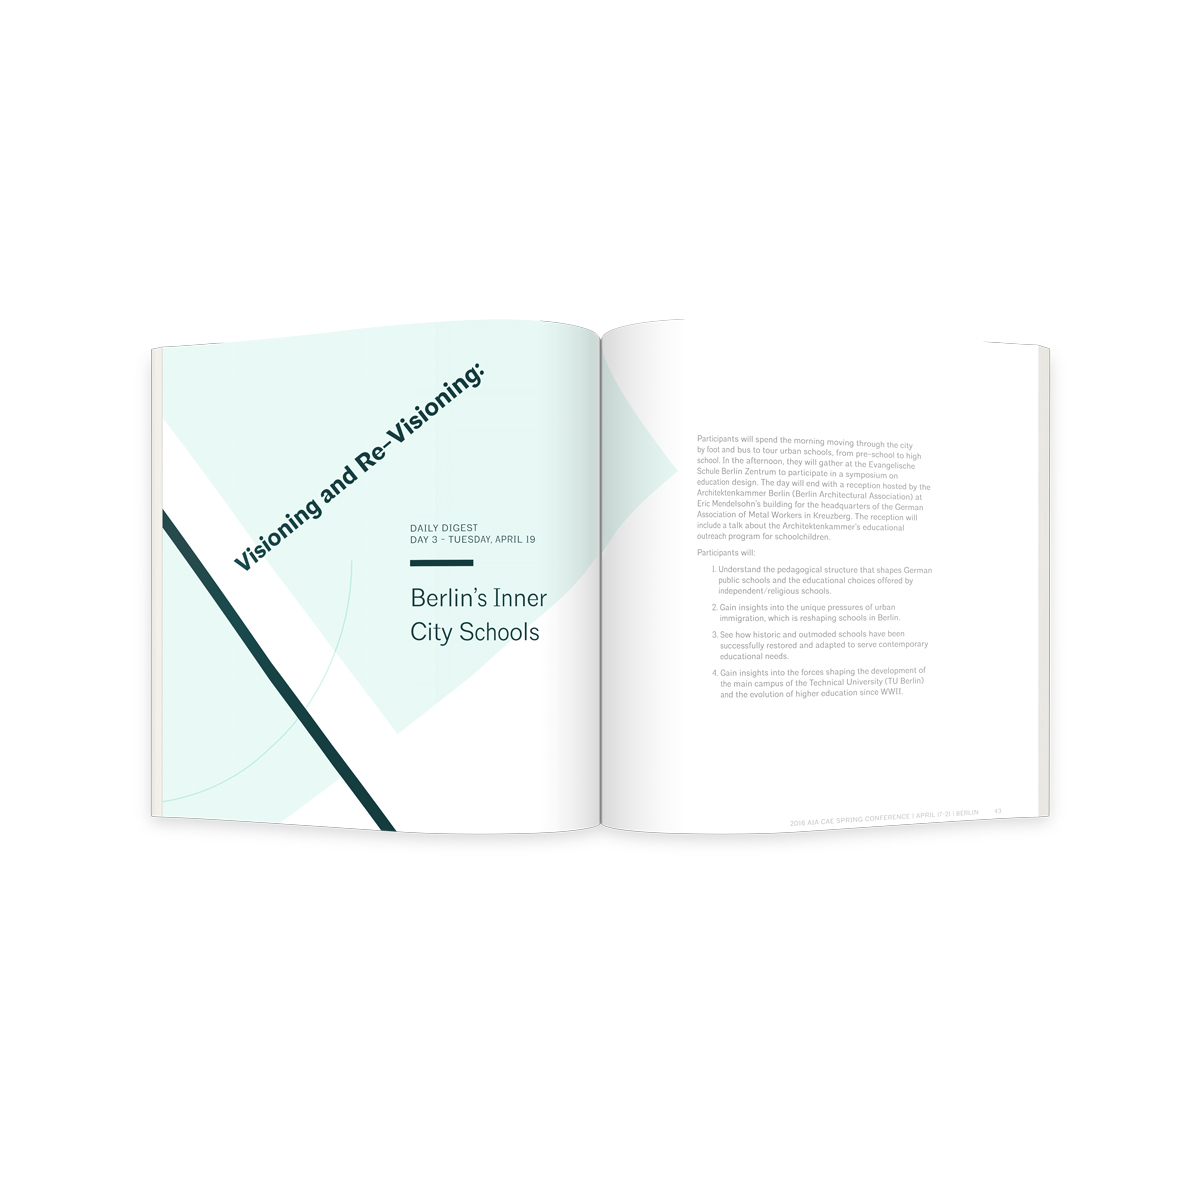 Visioning and Re-Visioning:
DAILY DIGEST
DAY 3 - TUESDAY, APRIL 19
Berlin's Inner
City Schools
Participants will spend the morning moving through the city
by foot and bus to tour urban schools, from pre-school to high
school. In the afternoon, they will gather at the Evangelische
Schule Berlin Zentrum to participate in a symposium on
education design. The day will end with a reception hosted by the
Architektenkammer Berlin (Berlin Architectural Association) at
Eric Mendelsohn's building for the headquarters of the German
Association of Metal Workers in Kreuzberg. The reception will
include a talk about the Architektenkammer's educational
outreach program for schoolchildren.
Participants will:
1. Understand the pedagogical structure that shapes German
public schools and the educational choices offered by
independent/religious schools.
2. Gain insights into the unique pressures of urban
immigration, which is reshaping schools in Berlin.
3. See how historic and outmoded schools have been
successfully restored and adapted to serve contemporary
educational needs.
4. Gain insights into the forces shaping the development of
the main campus of the Technical University (TU Berlin)
and the evolution of higher education since WWII.
2016 AIA CAE SPRING CONFERENCE | APRIL 17-21 | BERLIN 43